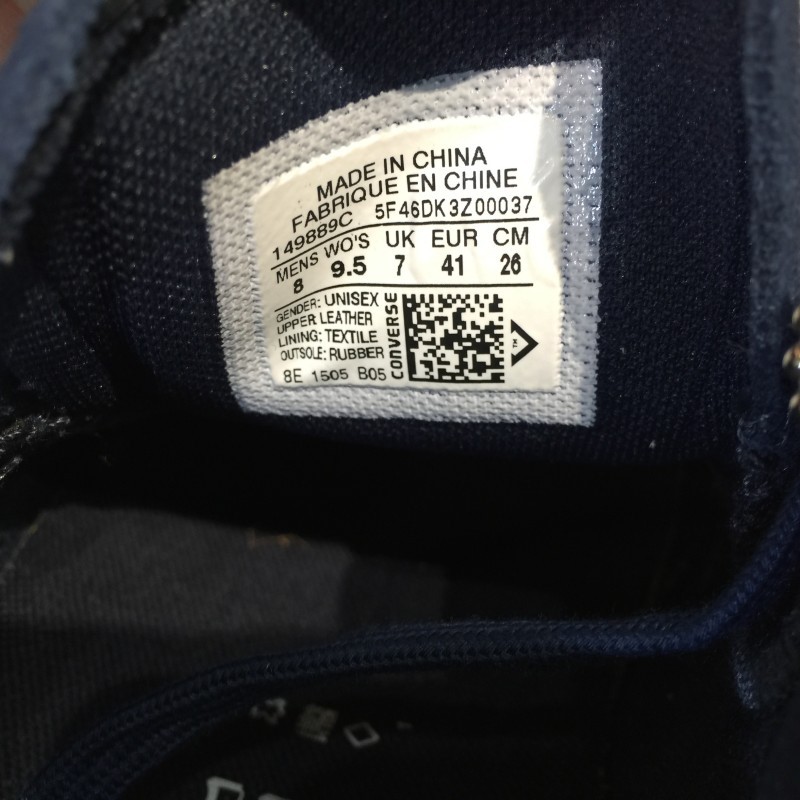 MADE IN CHINA
FABRIQUE EN CHINE
149889C 5F46DK3Z00037
MENS WO'S UK EUR CM
8 9.5 7 41 26
GENDER: UNISEX
UPPER: LEATHER
LINING: TEXTILE
OUTSOLE: RUBBER
8E 1505 B05
CONVERSE
TM